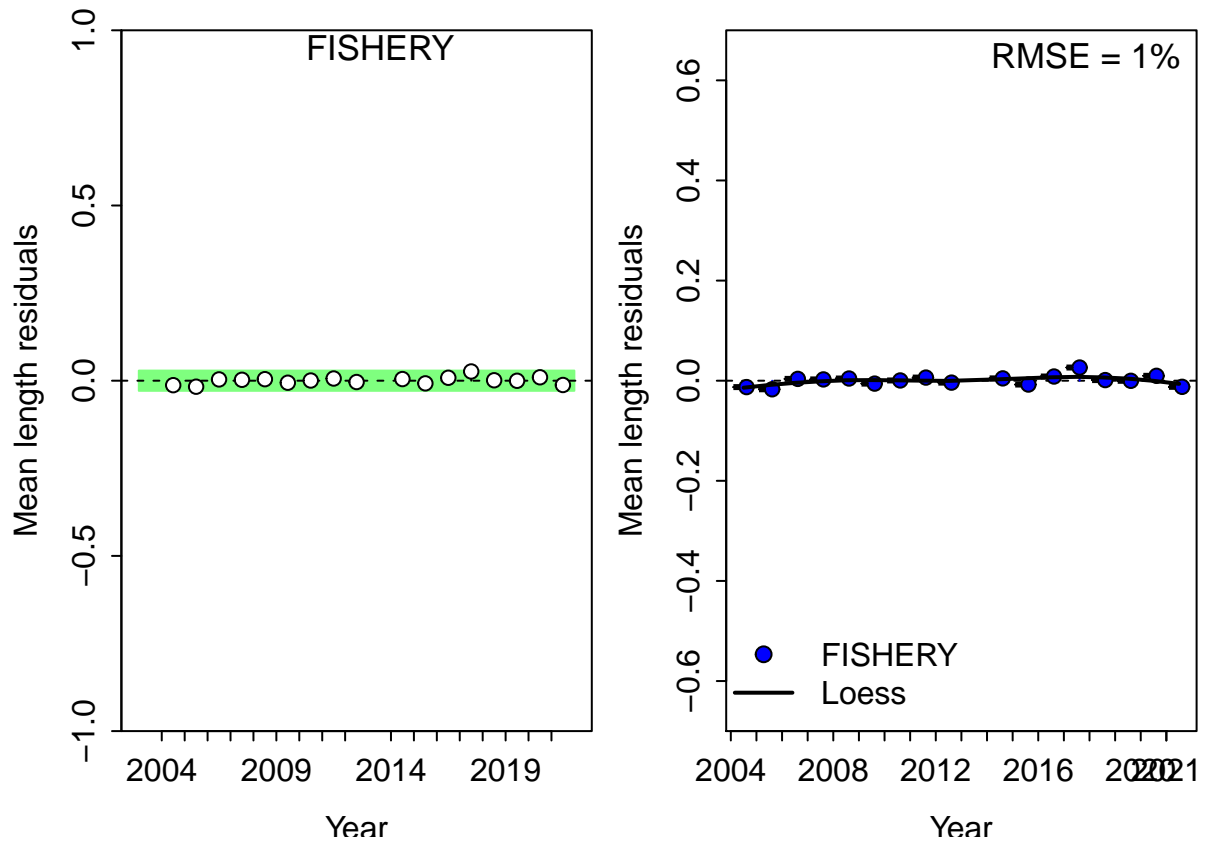 FISHERY
1.0
0.5
0.0
−0.5
−1.0
Mean length residuals
2004 2009 2014 2019
Year
RMSE = 1%
0.6
0.4
0.2
0.0
−0.2
−0.4
−0.6
Mean length residuals
FISHERY
Loess
2004 2008 2012 2016 2020 2021
Year